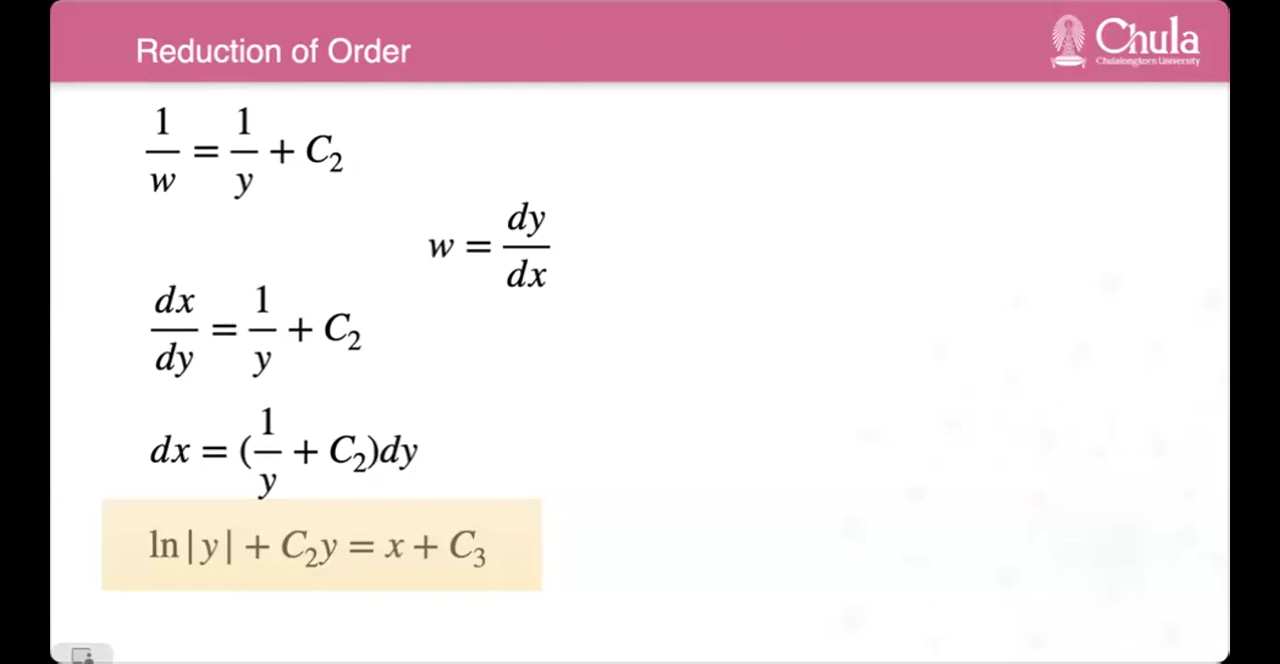 Reduction of Order
Chula
Chulalongkorn University
1/w = 1/y + C₂
w = dy/dx
dx/dy = 1/y + C₂
dx = (1/y + C₂)dy
ln|y| + C₂y = x + C₃